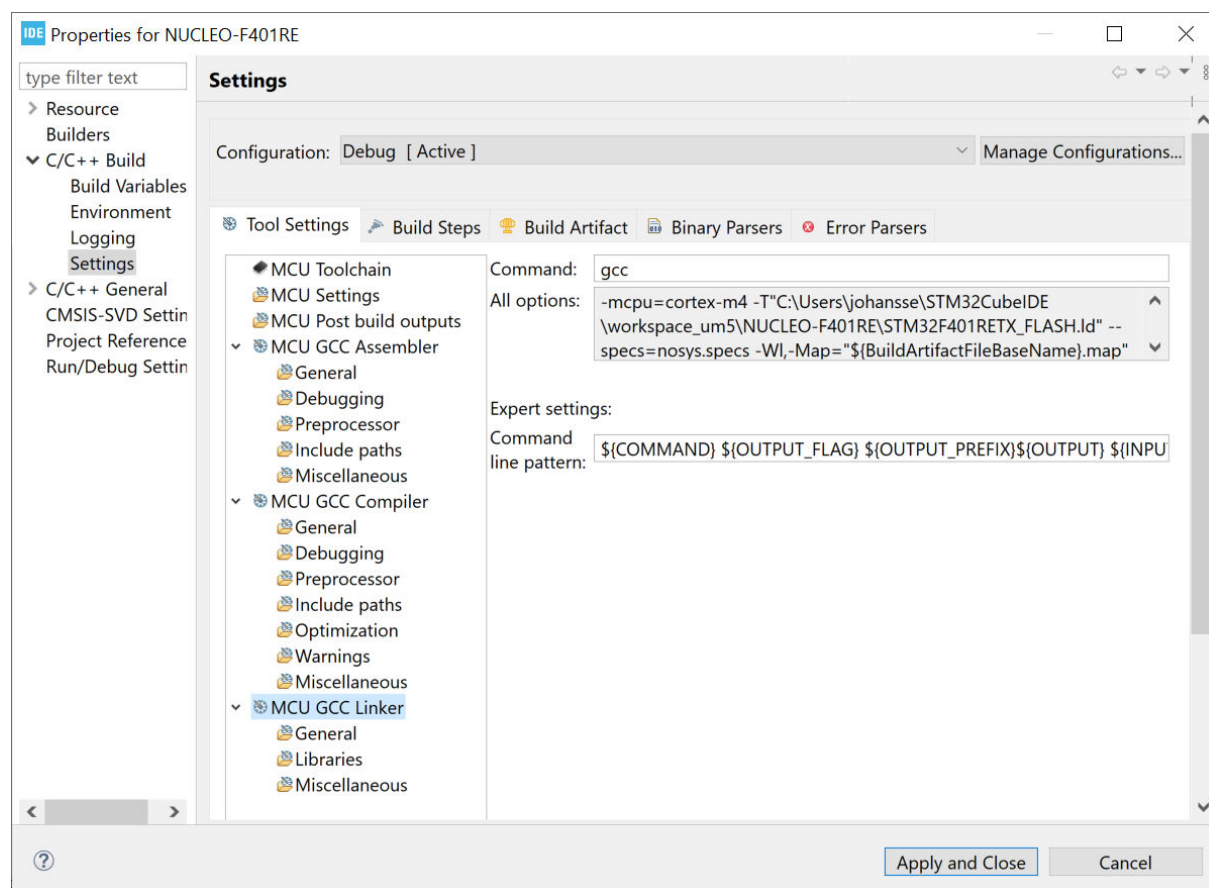 IDE Properties for NUCLEO-F401RE
type filter text
Resource
Builders
C/C++ Build
Build Variables
Environment
Logging
Settings
C/C++ General
CMSIS-SVD Settin
Project Reference
Run/Debug Settin
Settings
Configuration: Debug [ Active ] Manage Configurations...
Tool Settings Build Steps Build Artifact Binary Parsers Error Parsers
MCU Toolchain
MCU Settings
MCU Post build outputs
MCU GCC Assembler
General
Debugging
Preprocessor
Include paths
Miscellaneous
MCU GCC Compiler
General
Debugging
Preprocessor
Include paths
Optimization
Warnings
Miscellaneous
MCU GCC Linker
General
Libraries
Miscellaneous
Command: gcc
All options: -mcpu=cortex-m4 -T"C:\Users\johansse\STM32CubeIDE
\workspace_um5\NUCLEO-F401RE\STM32F401RETX_FLASH.ld" --
specs=nosys.specs -Wl,-Map="${BuildArtifactFileBaseName}.map"
Expert settings:
Command
line pattern: ${COMMAND} ${OUTPUT_FLAG} ${OUTPUT_PREFIX}${OUTPUT} ${INPU
Apply and Close Cancel